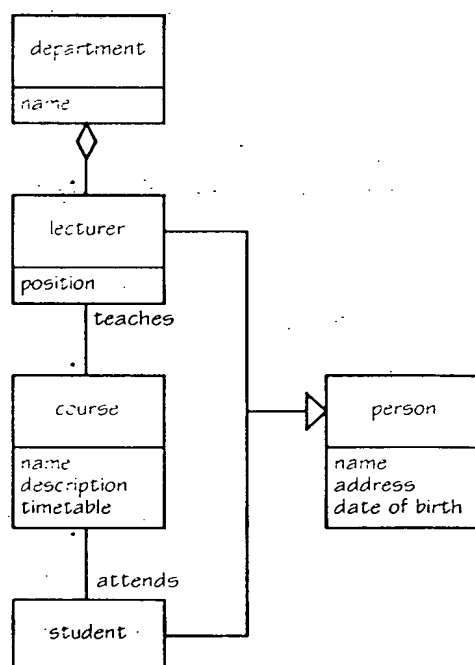 department
name
lecturer
position
teaches
course
name
description
timetable
attends
student
person
name
address
date of birth